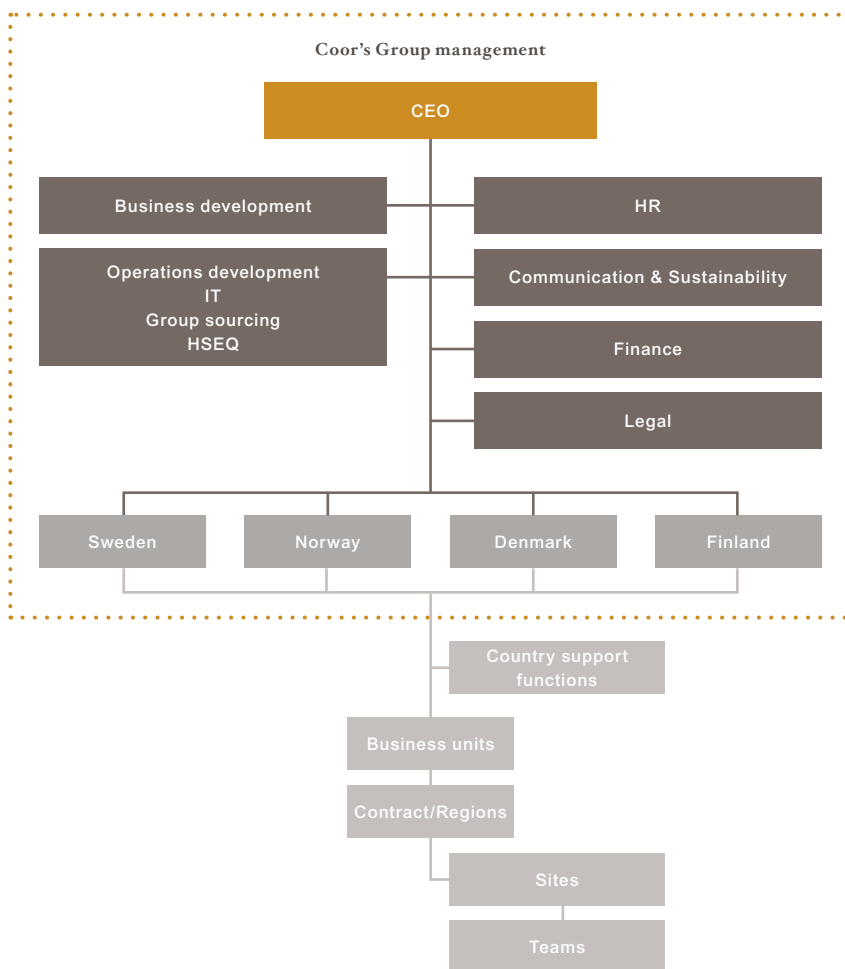 Coor's Group management
CEO
Business development
HR
Operations development
IT
Group sourcing
HSEQ
Communication & Sustainability
Finance
Legal
Sweden
Norway
Denmark
Finland
Country support
functions
Business units
Contract/Regions
Sites
Teams